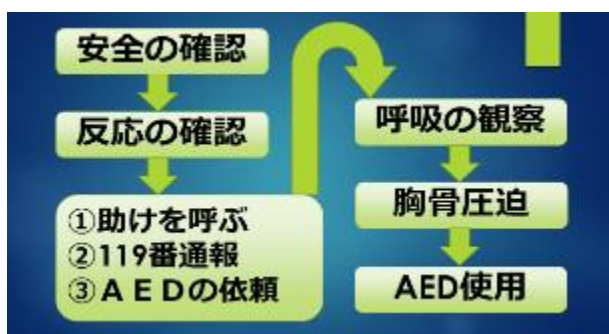 安全の確認
反応の確認
①助けを呼ぶ
②119番通報
③ＡＥＤの依頼
呼吸の観察
胸骨圧迫
AED使用